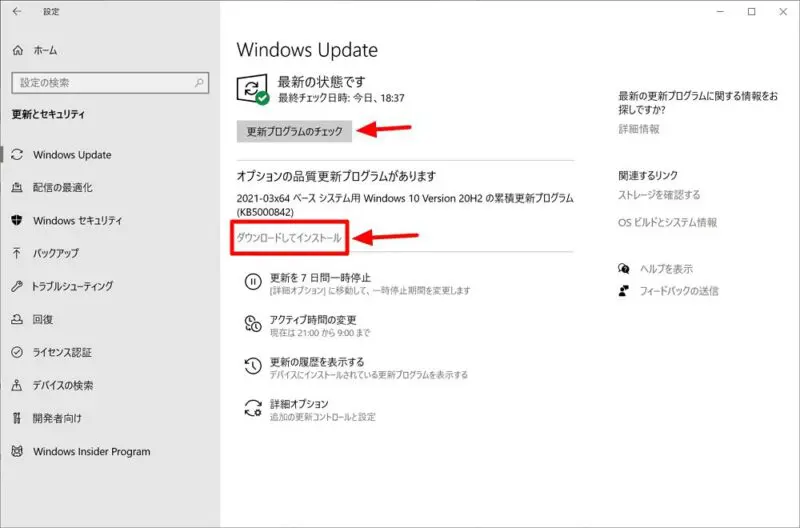 設定
ホーム
設定の検索
更新とセキュリティ
Windows Update
配信の最適化
Windows セキュリティ
バックアップ
トラブルシューティング
回復
ライセンス認証
デバイスの検索
開発者向け
Windows Insider Program
Windows Update
最新の状態です
最終チェック日時: 今日、18:37
更新プログラムのチェック
オプションの品質更新プログラムがあります
2021-03x64 ベース システム用 Windows 10 Version 20H2 の累積更新プログラム
(KB5000842)
ダウンロードしてインストール
更新を 7 日間一時停止
[詳細オプション] に移動して、一時停止期間を変更します
アクティブ時間の変更
現在は 21:00 から 9:00 まで
更新の履歴を表示する
デバイスにインストールされている更新プログラムを表示する
詳細オプション
追加の更新コントロールと設定
最新の更新プログラムに関する情報をお
探しですか?
詳細情報
関連するリンク
ストレージを確認する
OS ビルドとシステム情報
ヘルプを表示
フィードバックの送信